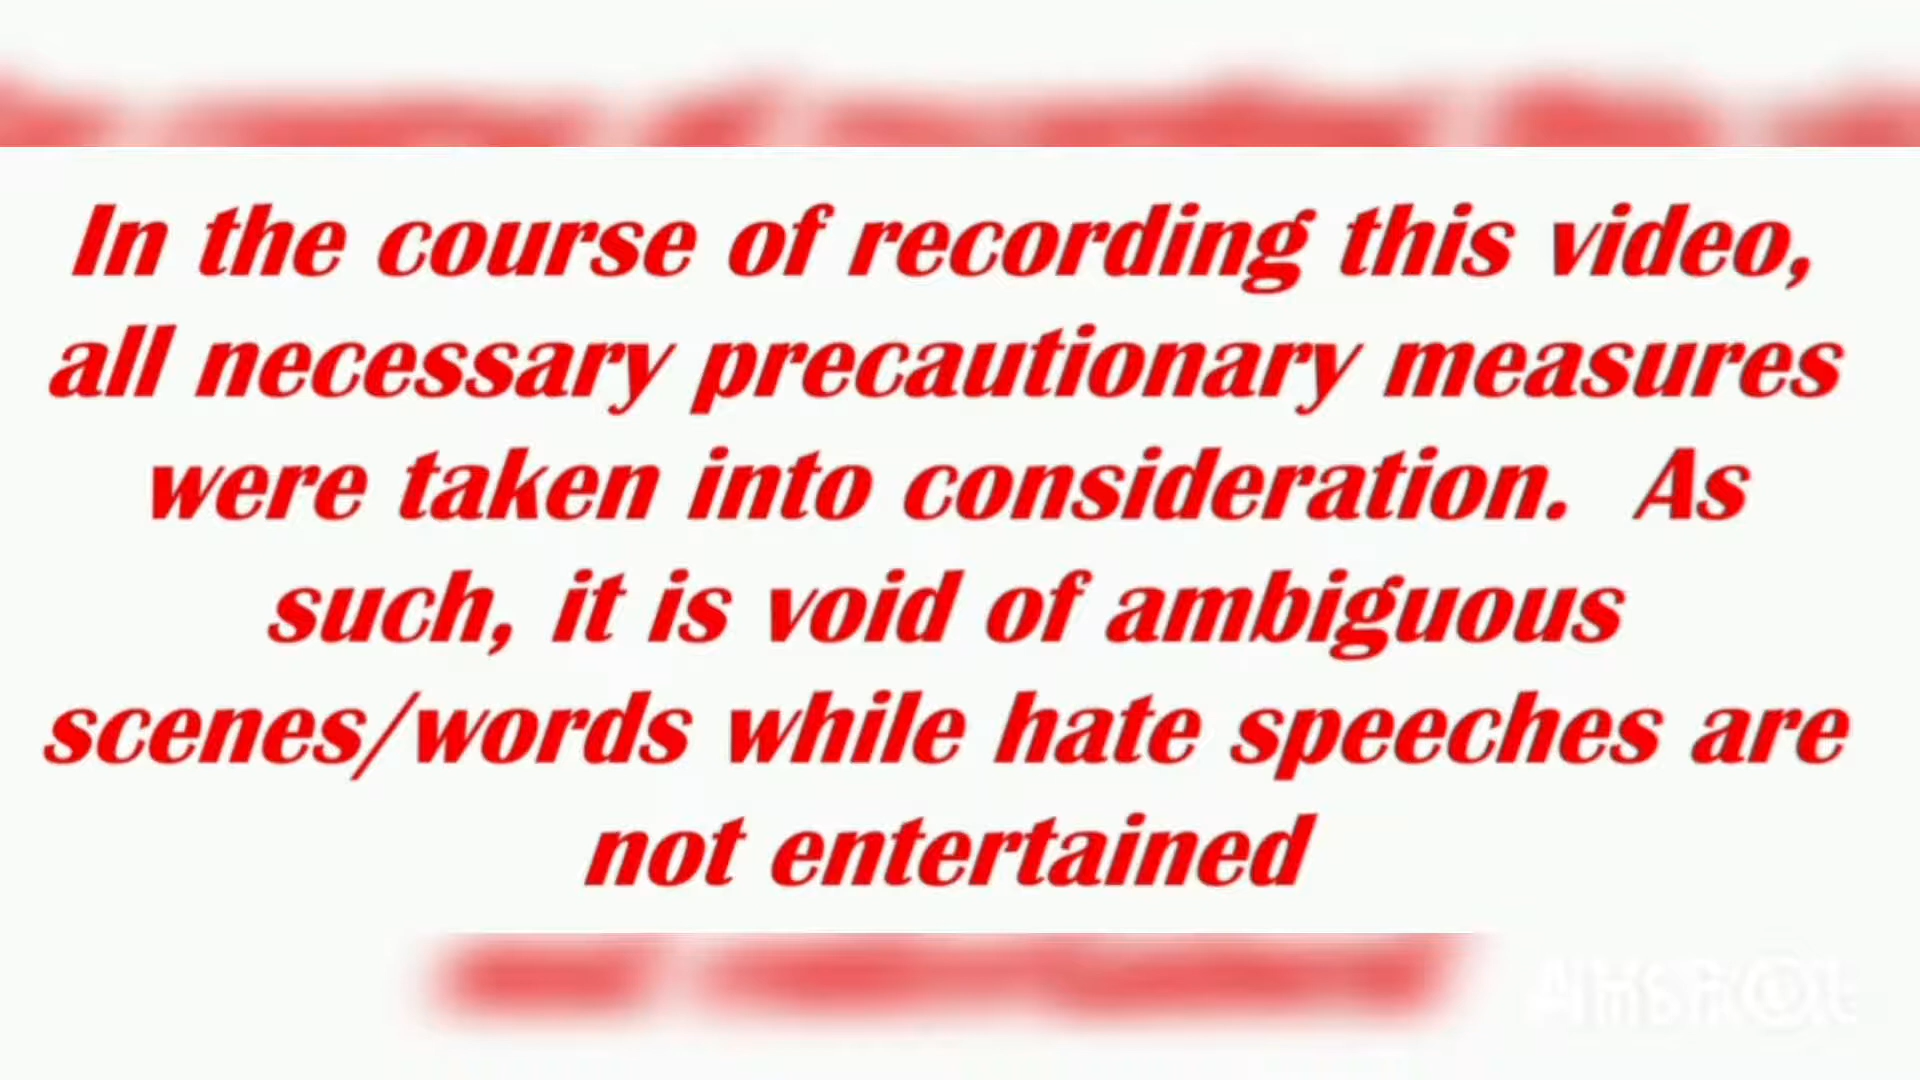 In the course of recording this video,
all necessary precautionary measures
were taken into consideration.  As
such, it is void of ambiguous
scenes/words while hate speeches are
not entertained